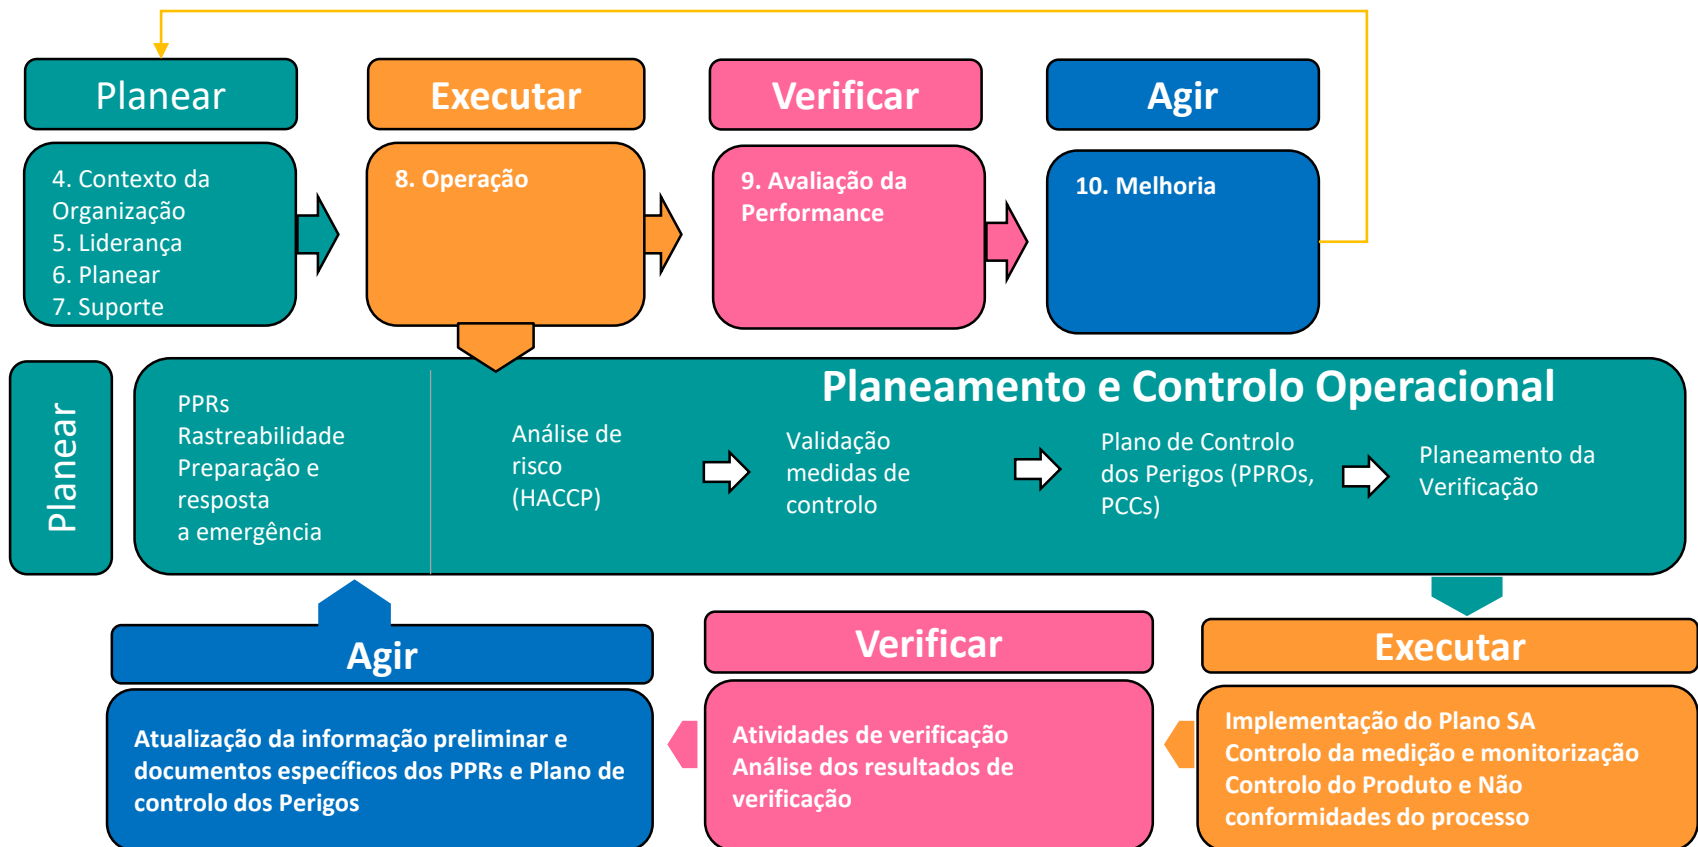 Planear
Executar
Verificar
Agir
4. Contexto da
Organização
5. Liderança
6. Planear
7. Suporte
8. Operação
9. Avaliação da
Performance
10. Melhoria
Planear
Planeamento e Controlo Operacional
PPRs
Rastreabilidade
Preparação e
resposta
a emergência
Análise de
risco
(HACCP)
Validação
medidas de
controlo
Plano de Controlo
dos Perigos (PPROs,
PCCs)
Planeamento da
Verificação
Agir
Verificar
Executar
Atualização da informação preliminar e
documentos específicos dos PPRs e Plano de
controlo dos Perigos
Atividades de verificação
Análise dos resultados de
verificação
Implementação do Plano SA
Controlo da medição e monitorização
Controlo do Produto e Não
conformidades do processo